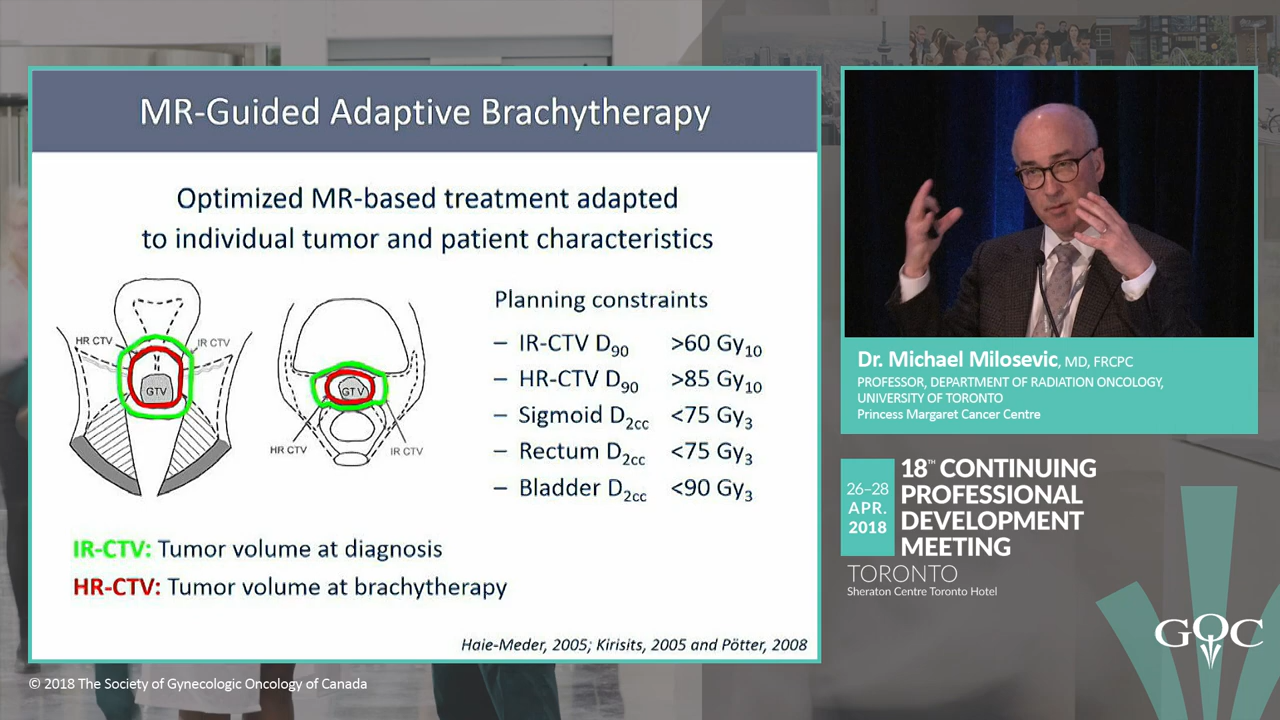 MR-Guided Adaptive Brachytherapy
Optimized MR-based treatment adapted
to individual tumor and patient characteristics
HR CTV
IR CTV
GTV
GTV
HR CTV
IR CTV
Planning constraints
– IR-CTV D90 >60 Gy10
– HR-CTV D90 >85 Gy10
– Sigmoid D2cc <75 Gy3
– Rectum D2cc <75 Gy3
– Bladder D2cc <90 Gy3
IR-CTV: Tumor volume at diagnosis
HR-CTV: Tumor volume at brachytherapy
Haie-Meder, 2005; Kirisits, 2005 and Pötter, 2008
Dr. Michael Milosevic, MD, FRCPC
PROFESSOR, DEPARTMENT OF RADIATION ONCOLOGY,
UNIVERSITY OF TORONTO
Princess Margaret Cancer Centre
26–28
APR.
2018
18TH CONTINUING
PROFESSIONAL
DEVELOPMENT
MEETING
TORONTO
Sheraton Centre Toronto Hotel
GOC
© 2018 The Society of Gynecologic Oncology of Canada